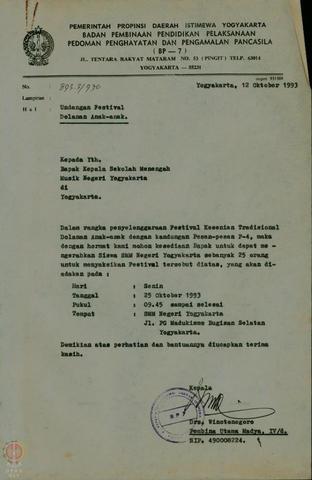 PEMERINTAH PROPINSI DAERAH ISTIMEWA YOGYAKARTA
BADAN PEMBINAAN PENDIDIKAN PELAKSANAAN
PEDOMAN PENGHAYATAN DAN PENGAMALAN PANCASILA
( BP — 7 )
JL. TENTARA RAKYAT MATARAM NO. 53 ( PINGIT ) TELP. 63014
YOGYAKARTA — 55231
Yogyakarta, 12 Oktober 1993
No. :
Lampiran :
H a l : Undangan Festival
Dolanan Anak-anak.
Kepada Yth.
Bapak Kepala Sekolah Menengah
Musik Negeri Yogyakarta
di
Yogyakarta.
Dalam rangka penyelenggaraan Festival Kesenian Tradisional
Dolanan Anak-anak dengan kandungan Pesan-pesan P-4, maka
dengan hormat kami mohon kesediaan Bapak untuk dapat me -
ngerahkan Siswa SMM Negeri Yogyakarta sebanyak 25 orang
untuk menyaksikan Festival tersebut diatas, yang akan di-
adakan pada :
Hari : Senin
Tanggal : 25 Oktober 1993
Pukul : 09.45 sampai selesai
Tempat : SMM Negeri Yogyakarta
Jl. PG Madukismo Bugisan Selatan
Yogyakarta.
Demikian atas perhatian dan bantuannya diucapkan terima
kasih.
Kepala
Drs. Winotonegoro
Pembina Utama Madya, IV/d.
NIP. 490008224.